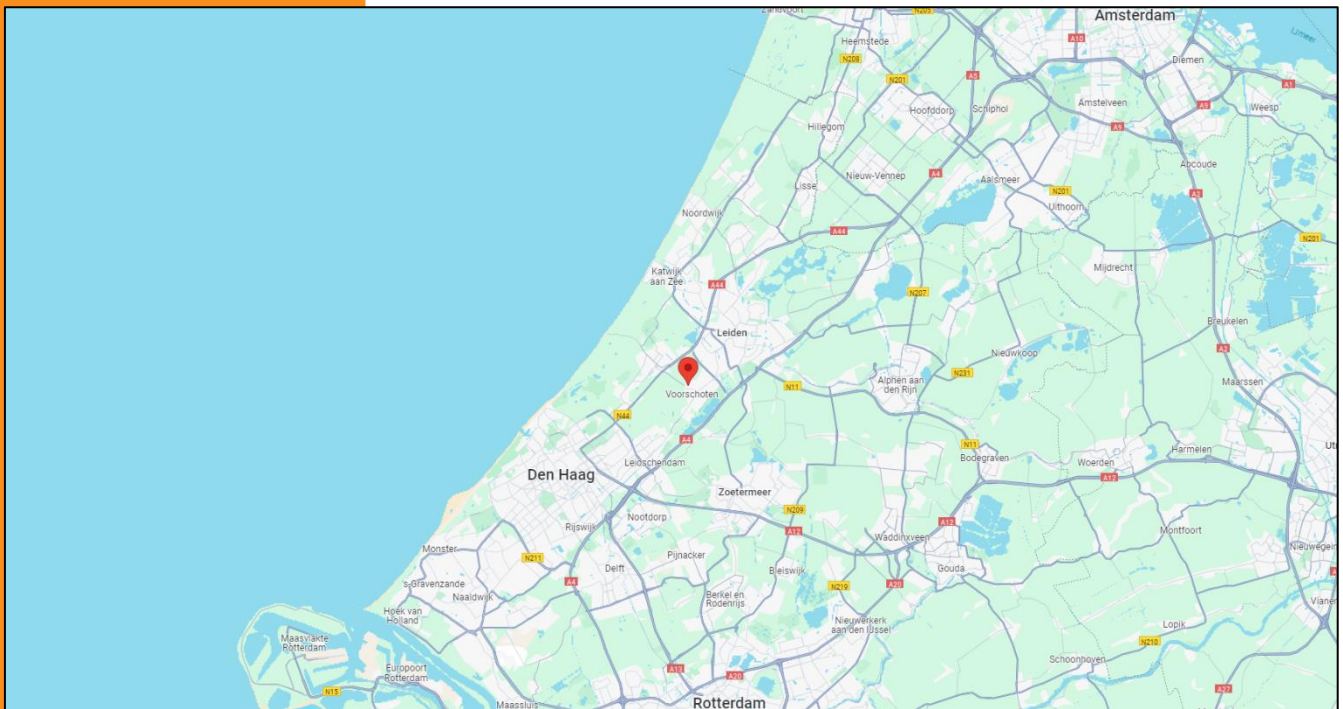 Zandvoort
N205
Amsterdam
Heemstede
A10
IJmeer
N208
Diemen
N201
A5
A1
Hoofddorp
Schiphol
Amstelveen
A9
Weesp
Hillegom
A9
Abcoude
Nieuw-Vennep
A4
Aalsmeer
Lisse
N201
A2
Uithoorn
Noordwijk
A44
N201
Mijdrecht
Katwijk
aan Zee
A44
N207
Leiden
Breukelen
Nieuwkoop
A2
Maarssen
N231
Alphen aan
den Rijn
N11
Voorschoten
N44
A4
N11
Harmelen
Bodegraven
Woerden
Leidschendam
Den Haag
A12
Zoetermeer
N209
Nootdorp
A12
Rijswijk
A12
Montfoort
Waddinxveen
Monster
N211
Pijnacker
Nieuwegein
Delft
Bleiswijk
Gouda
's-Gravenzande
A4
A20
N219
Naaldwijk
Berkel en
Rodenrijs
Vianen
Hoek van
Holland
Nieuwerkerk
aan den IJssel
Lopik
Maasvlakte
Rotterdam
N210
Schoonhoven
Europoort
Rotterdam
A13
A20
N15
A27
Maassluis
Rotterdam